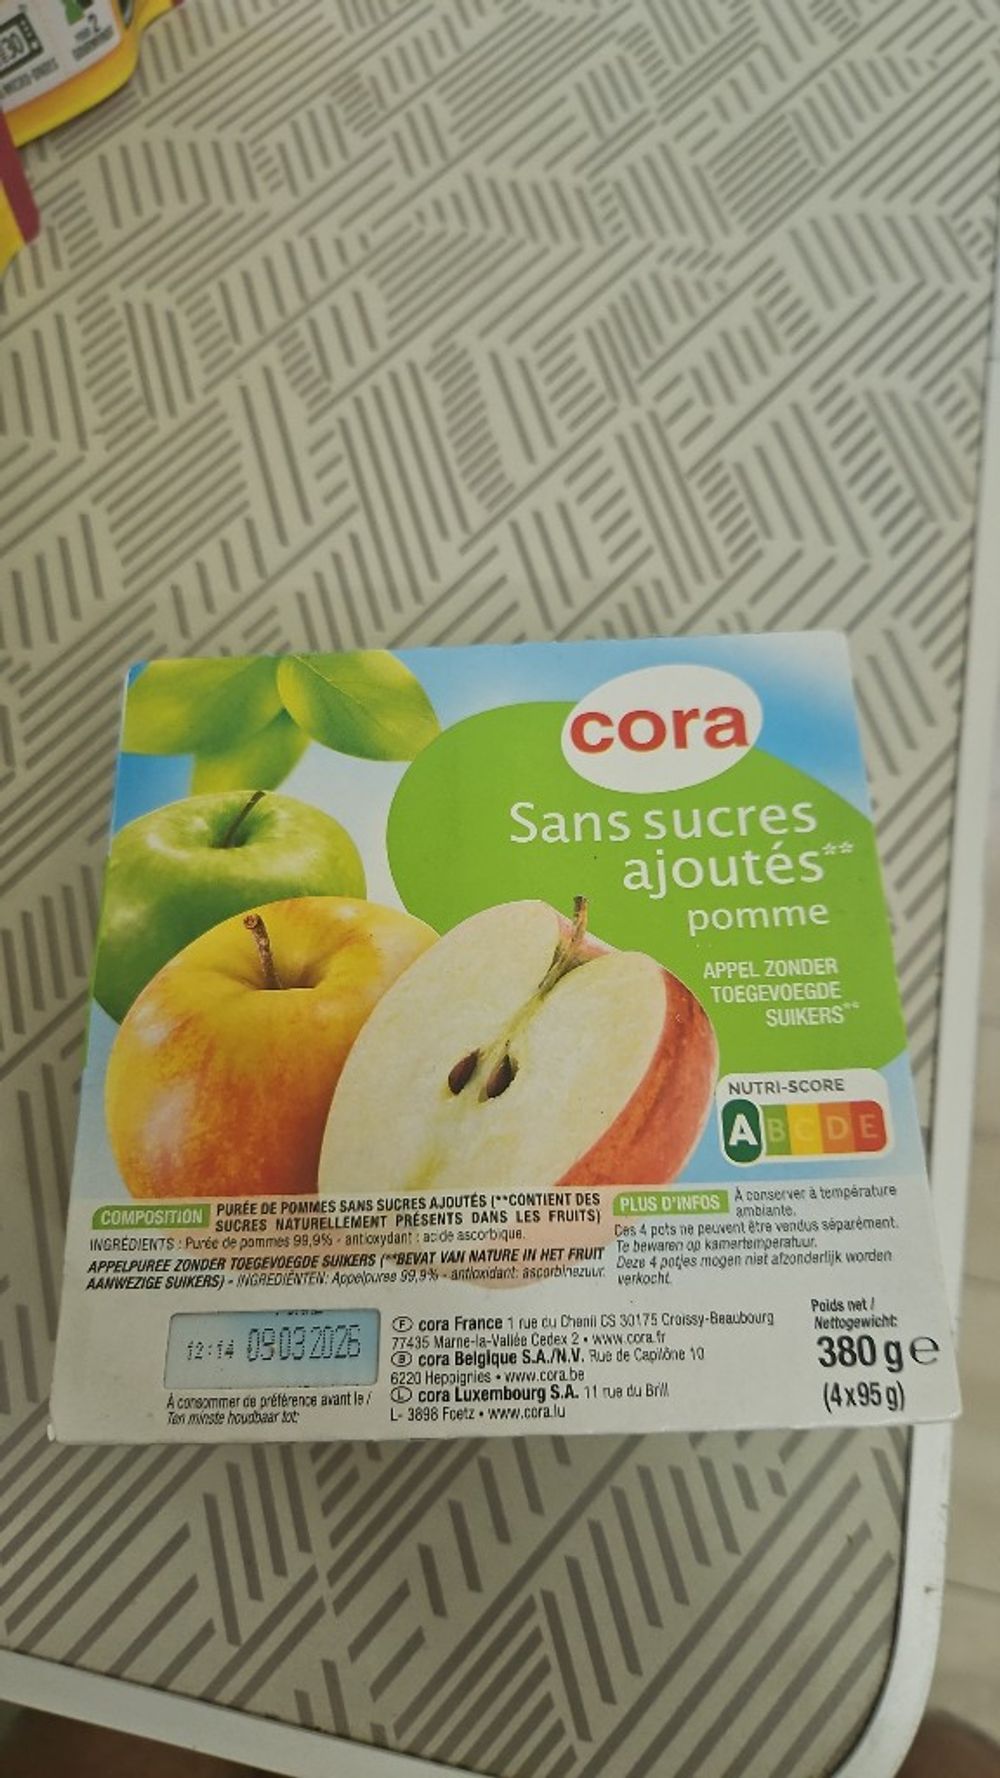 cora
Sans sucres
ajoutés**
pomme
APPEL ZONDER
TOEGEVOEGDE
SUIKERS**
NUTRI-SCORE
A B C D E
COMPOSITION
PURÉE DE POMMES SANS SUCRES AJOUTÉS (**CONTIENT DES
SUCRES NATURELLEMENT PRÉSENTS DANS LES FRUITS)
INGRÉDIENTS : Purée de pommes 99,9% - antioxydant : acide ascorbique.
APPELPUREE ZONDER TOEGEVOEGDE SUIKERS (**BEVAT VAN NATURE IN HET FRUIT
AANWEZIGE SUIKERS) - INGREDIËNTEN: Appelpuree 99,9% - antioxidant: ascorbinezuur.
PLUS D'INFOS
À conserver à température
ambiante.
Ces 4 pots ne peuvent être vendus séparément.
Te bewaren op kamertemperatuur.
Deze 4 potjes mogen niet afzonderlijk worden
verkocht.
12:14 09 03 2026
À consommer de préférence avant le /
Ten minste houdbaar tot:
F cora France 1 rue du Chenil CS 30175 Croissy-Beaubourg
77435 Marne-la-Vallée Cedex 2 • www.cora.fr
B cora Belgique S.A./N.V. Rue de Capilône 10
6220 Heppignies • www.cora.be
L cora Luxembourg S.A. 11 rue du Brill
L- 3898 Foetz • www.cora.lu
Poids net /
Nettogewicht:
380 g e
(4x95 g)